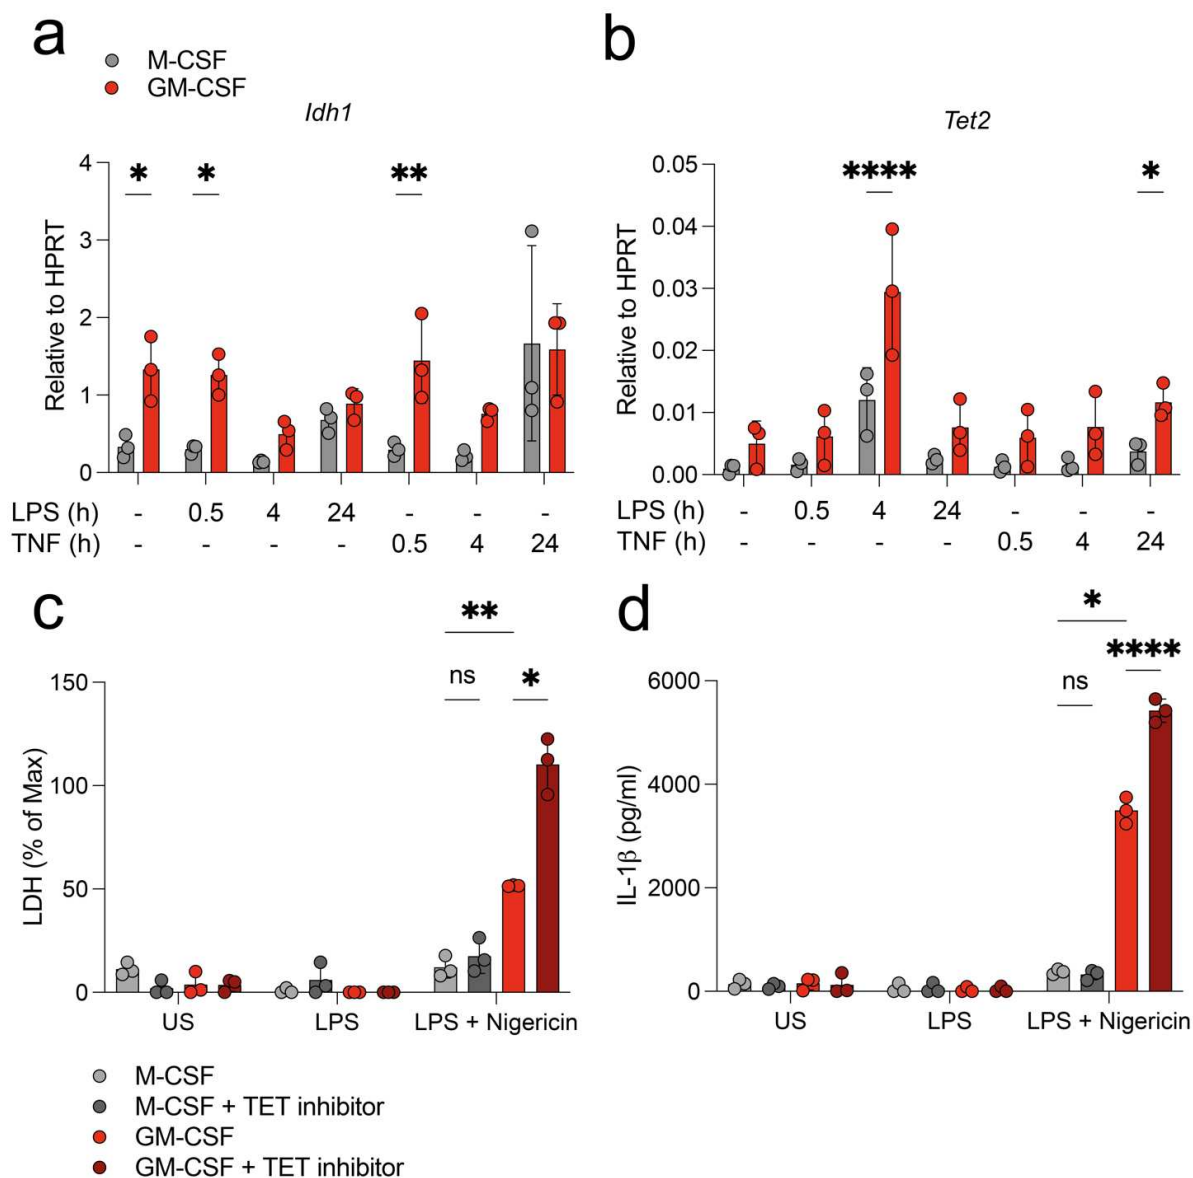 a
M-CSF
GM-CSF
Idh1
* * **
4
3
2
1
0
Relative to HPRT
LPS (h) - 0.5 4 24 - - -
TNF (h) - - - - 0.5 4 24
b
Tet2
**** *
0.05
0.04
0.03
0.02
0.01
0.00
Relative to HPRT
LPS (h) - 0.5 4 24 - - -
TNF (h) - - - - 0.5 4 24
c
**
ns *
150
100
50
0
LDH (% of Max)
US LPS LPS + Nigericin
d
*
ns ****
6000
4000
2000
0
IL-1β (pg/ml)
US LPS LPS + Nigericin
M-CSF
M-CSF + TET inhibitor
GM-CSF
GM-CSF + TET inhibitor